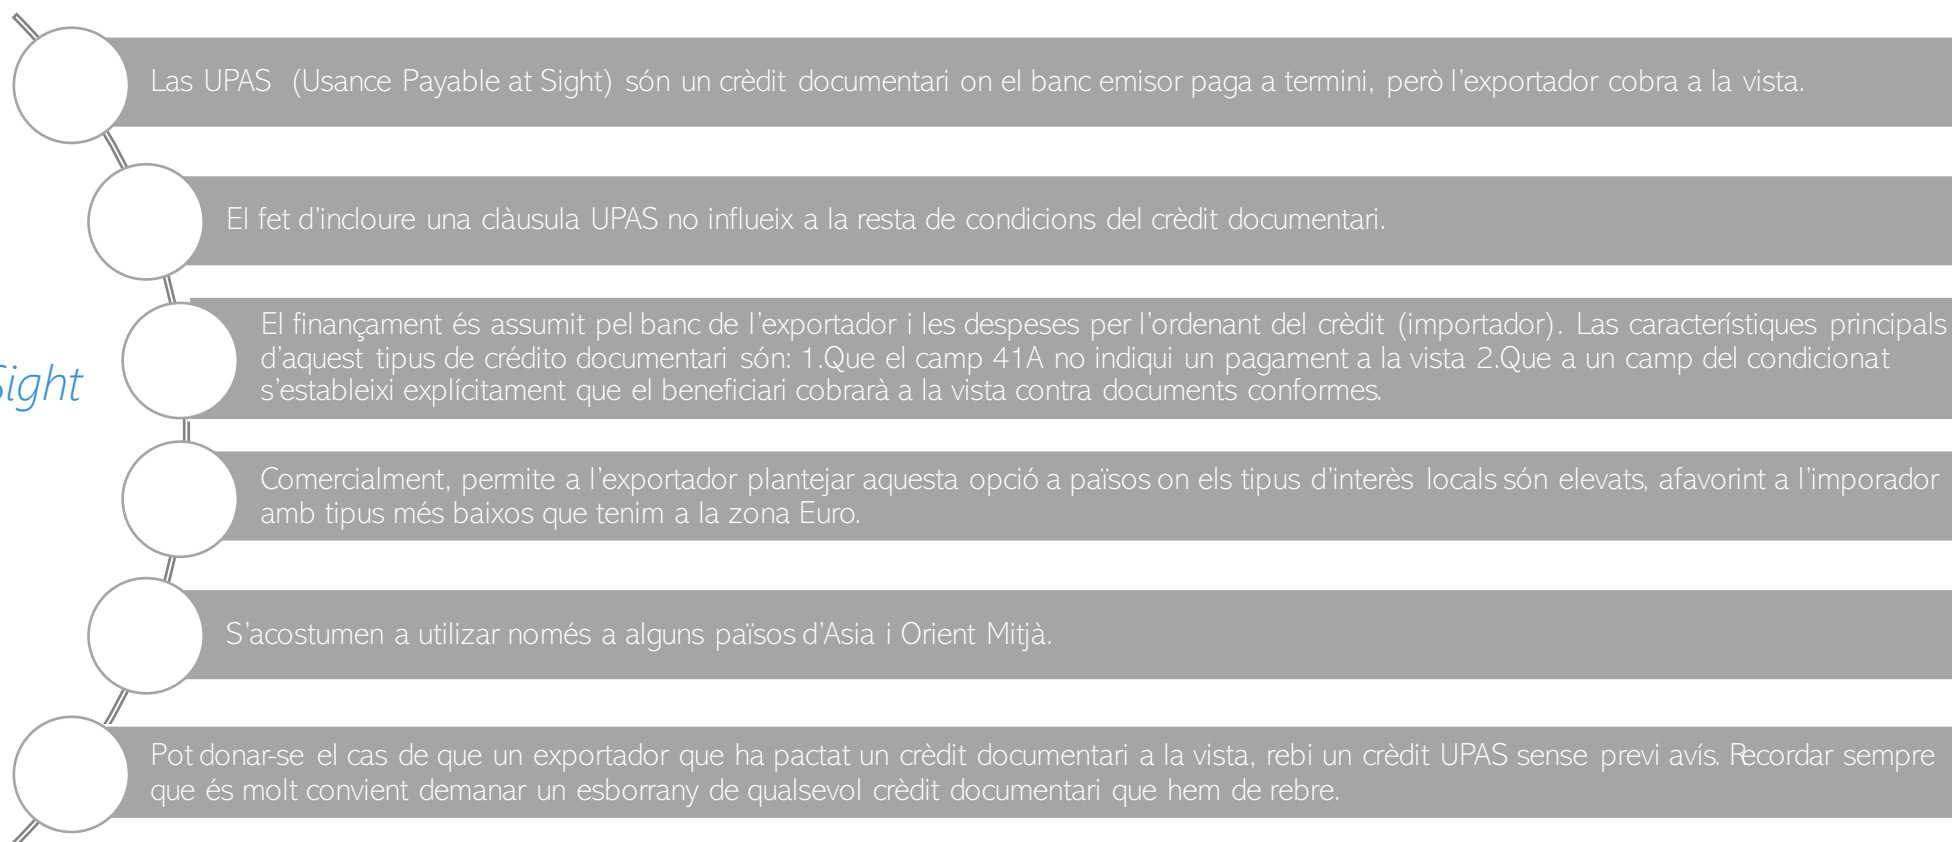 Las UPAS (Usance Payable at Sight) són un crèdit documentari on el banc emisor paga a termini, però l'exportador cobra a la vista.
El fet d'incloure una clàusula UPAS no influeix a la resta de condicions del crèdit documentari.
El finançament és assumit pel banc de l'exportador i les despeses per l'ordenant del crèdit (importador). Las característiques principals
d'aquest tipus de crédito documentari són: 1.Que el camp 41A no indiqui un pagament a la vista 2.Que a un camp del condicionat
s'estableixi explícitament que el beneficiari cobrarà a la vista contra documents conformes.
Sight
Comercialment, permite a l'exportador plantejar aquesta opció a països on els tipus d'interès locals són elevats, afavorint a l'imporador
amb tipus més baixos que tenim a la zona Euro.
S'acostumen a utilizar només a alguns països d'Asia i Orient Mitjà.
Pot donar-se el cas de que un exportador que ha pactat un crèdit documentari a la vista, rebi un crèdit UPAS sense previ avís. Recordar sempre
que és molt convient demanar un esborrany de qualsevol crèdit documentari que hem de rebre.